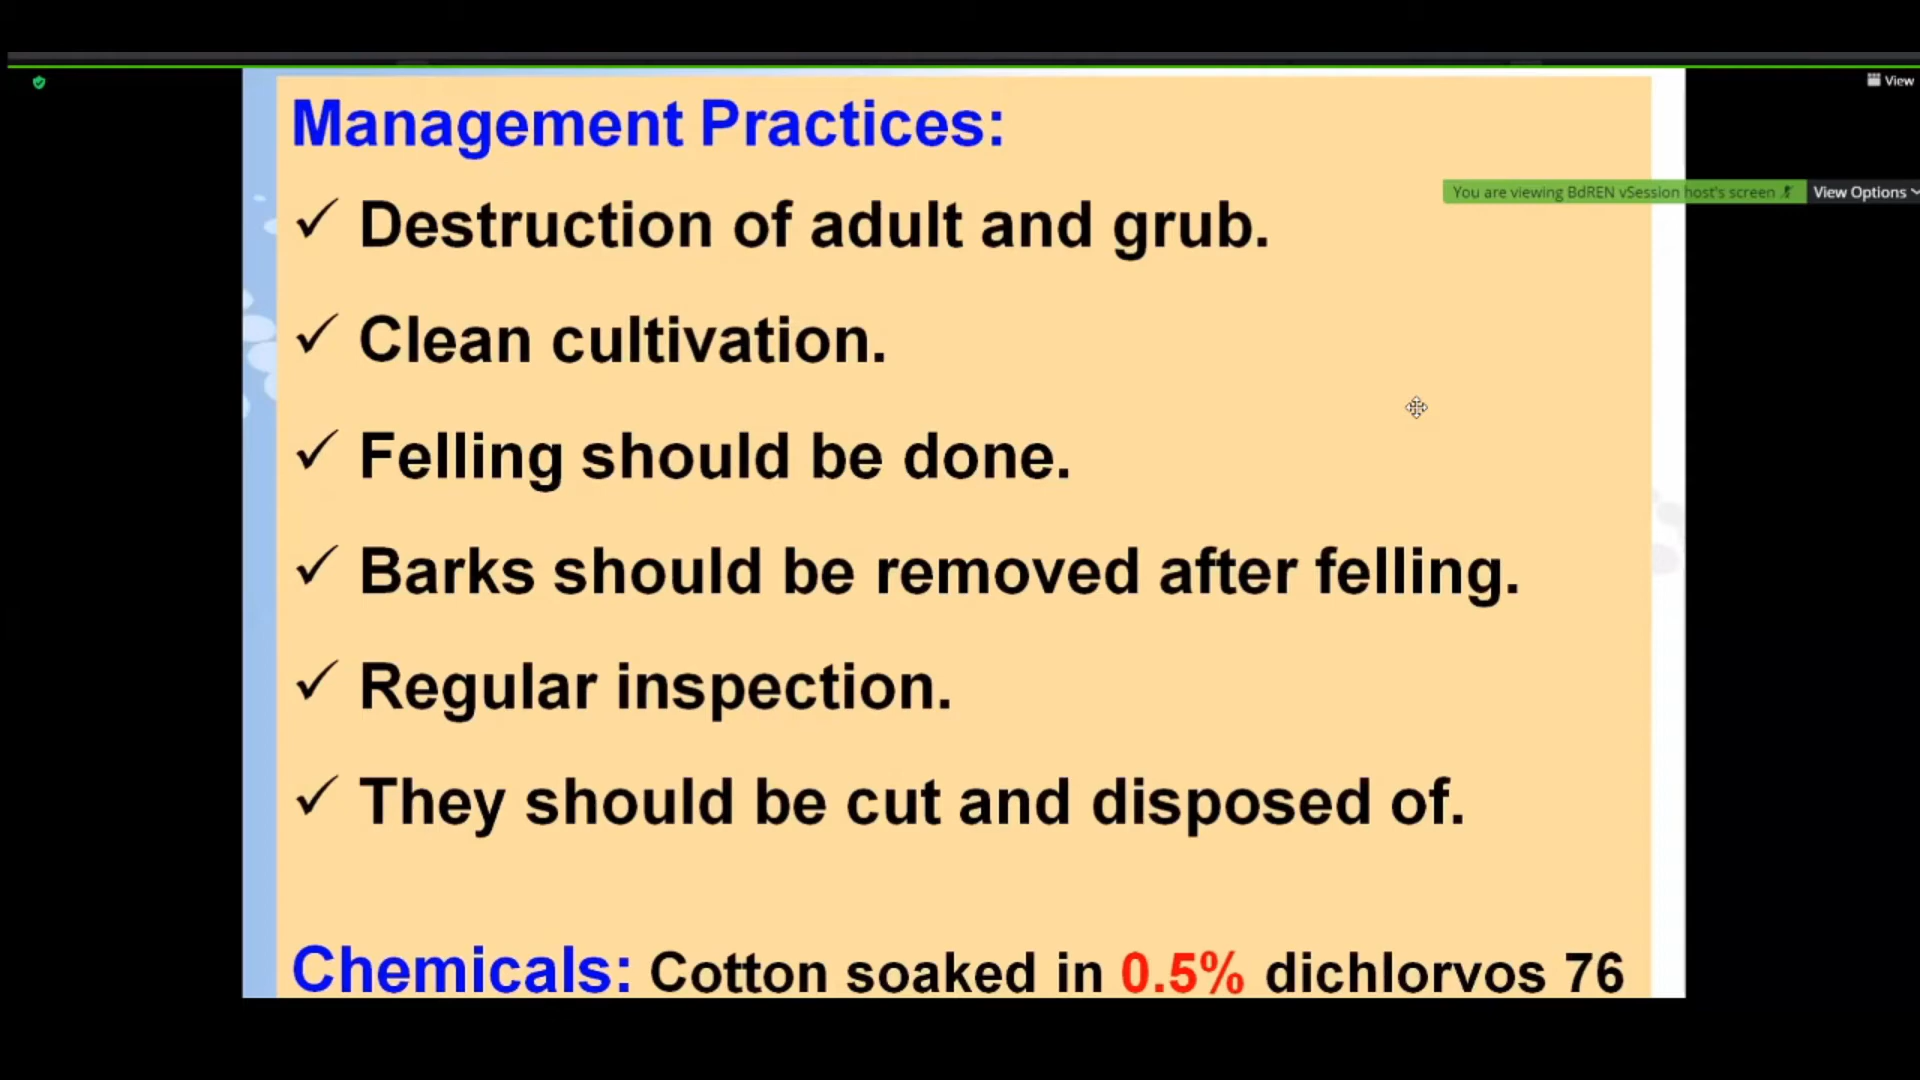 View
Management Practices:
You are viewing BdREN vSession host's screen
View Options
✓ Destruction of adult and grub.
✓ Clean cultivation.
✓ Felling should be done.
✓ Barks should be removed after felling.
✓ Regular inspection.
✓ They should be cut and disposed of.
Chemicals: Cotton soaked in 0.5% dichlorvos 76